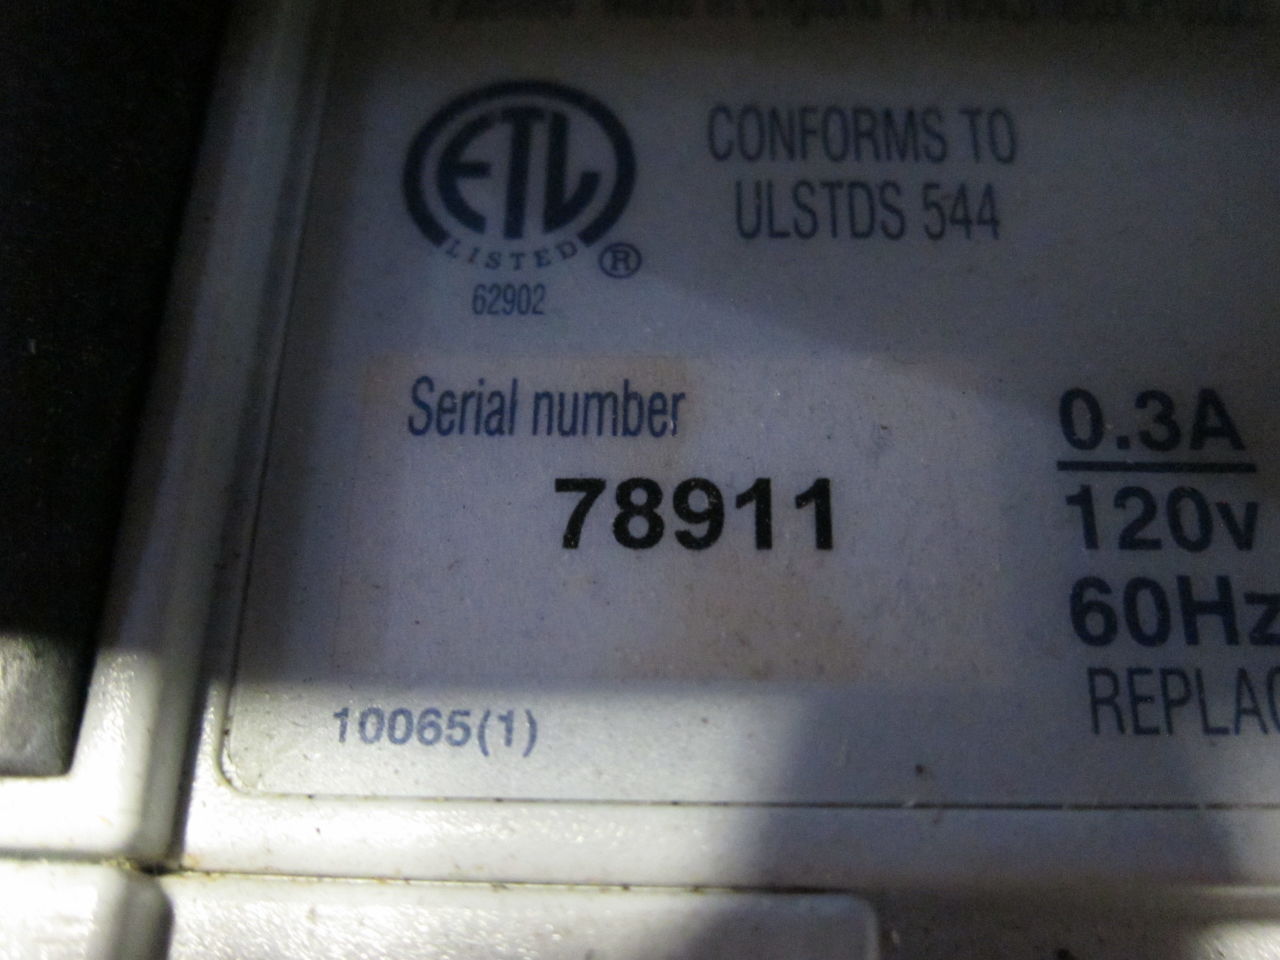 ETL
LISTED ®
62902
CONFORMS TO
ULSTDS 544
Serial number
78911
0.3A
120v
60Hz
REPLAC
10065(1)